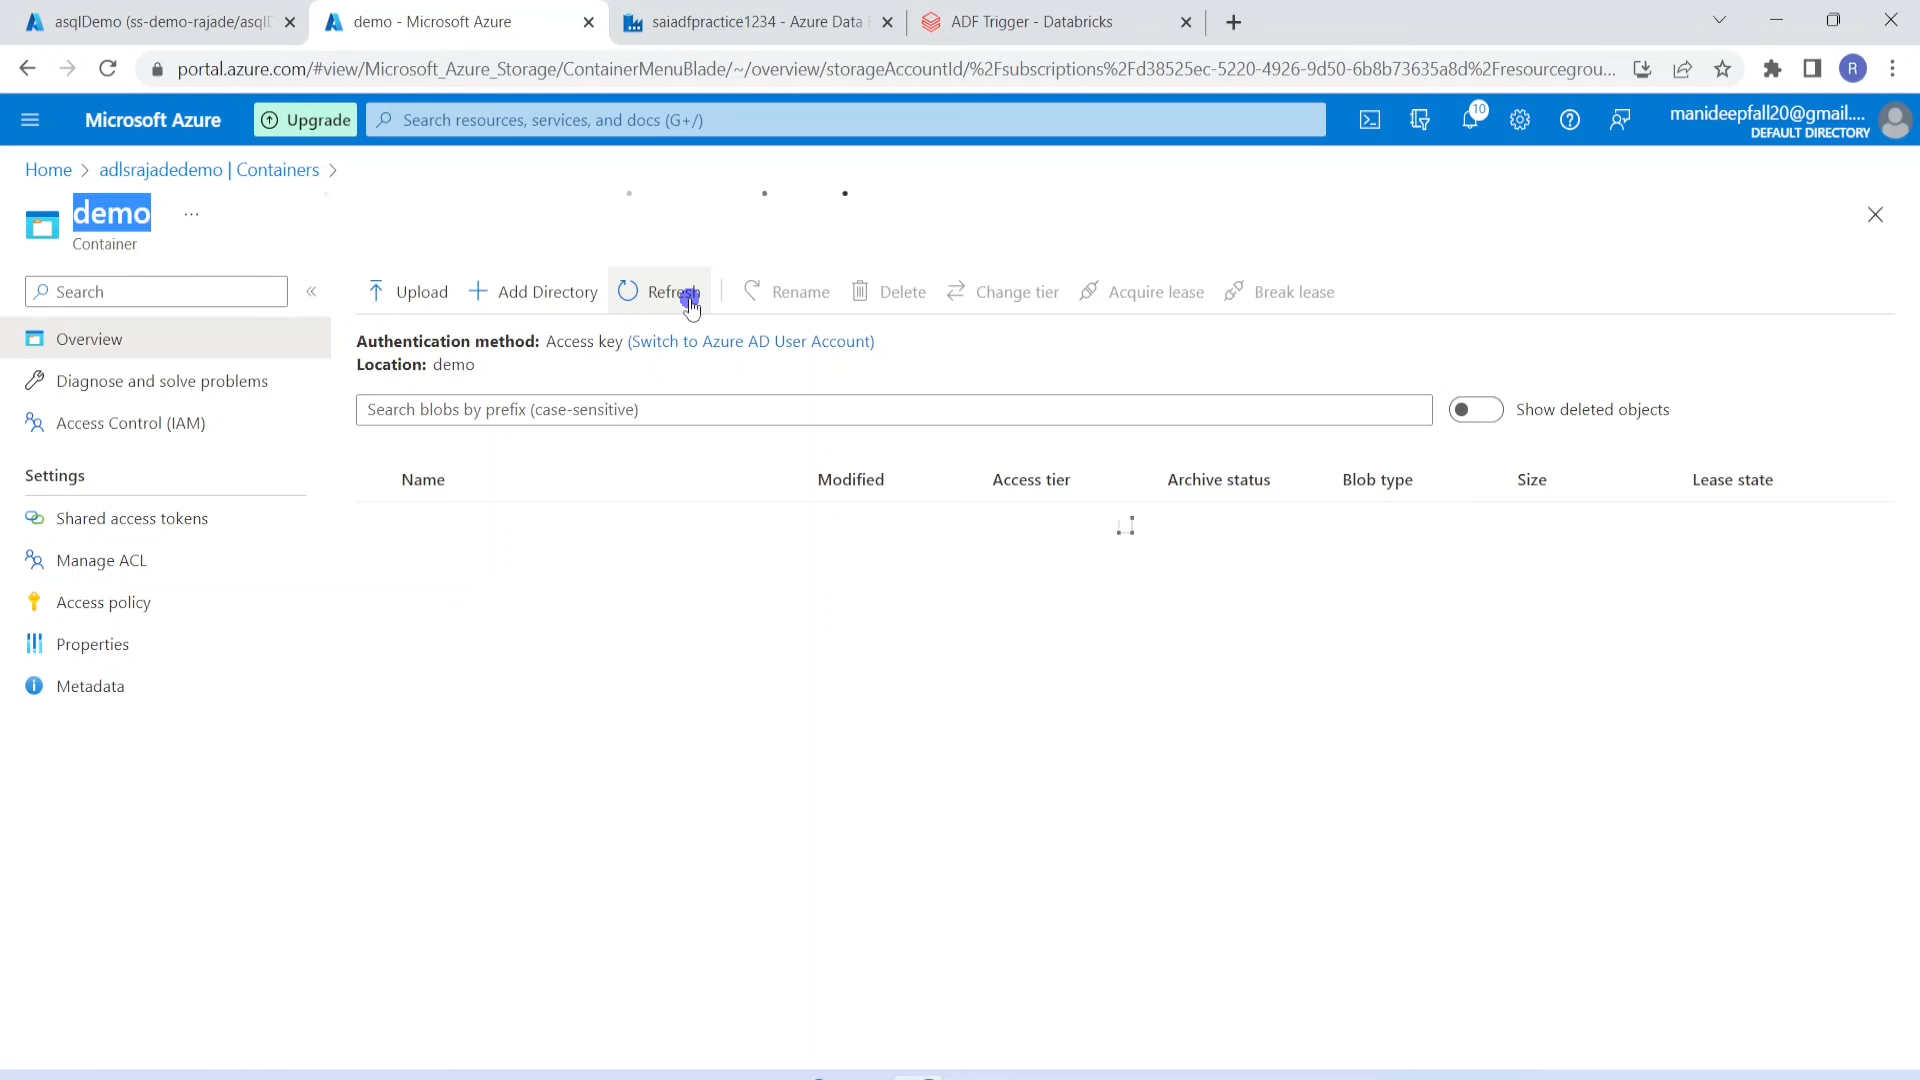 asqlDemo (ss-demo-rajade/asqlD
demo - Microsoft Azure
saiadfpractice1234 - Azure Data F
ADF Trigger - Databricks
portal.azure.com/#view/Microsoft_Azure_Storage/ContainerMenuBlade/~/overview/storageAccountId/%2Fsubscriptions%2Fd38525ec-5220-4926-9d50-6b8b73635a8d%2Fresourcegrou...
R
Microsoft Azure
Upgrade
Search resources, services, and docs (G+/)
10
manideepfall20@gmail....
DEFAULT DIRECTORY
Home > adlsrajadedemo | Containers >
demo ...
Container
Search
«
Upload
Add Directory
Refresh
Rename
Delete
Change tier
Acquire lease
Break lease
Overview
Diagnose and solve problems
Access Control (IAM)
Settings
Shared access tokens
Manage ACL
Access policy
Properties
Metadata
Authentication method: Access key (Switch to Azure AD User Account)
Location: demo
Search blobs by prefix (case-sensitive)
Show deleted objects
Name
Modified
Access tier
Archive status
Blob type
Size
Lease state